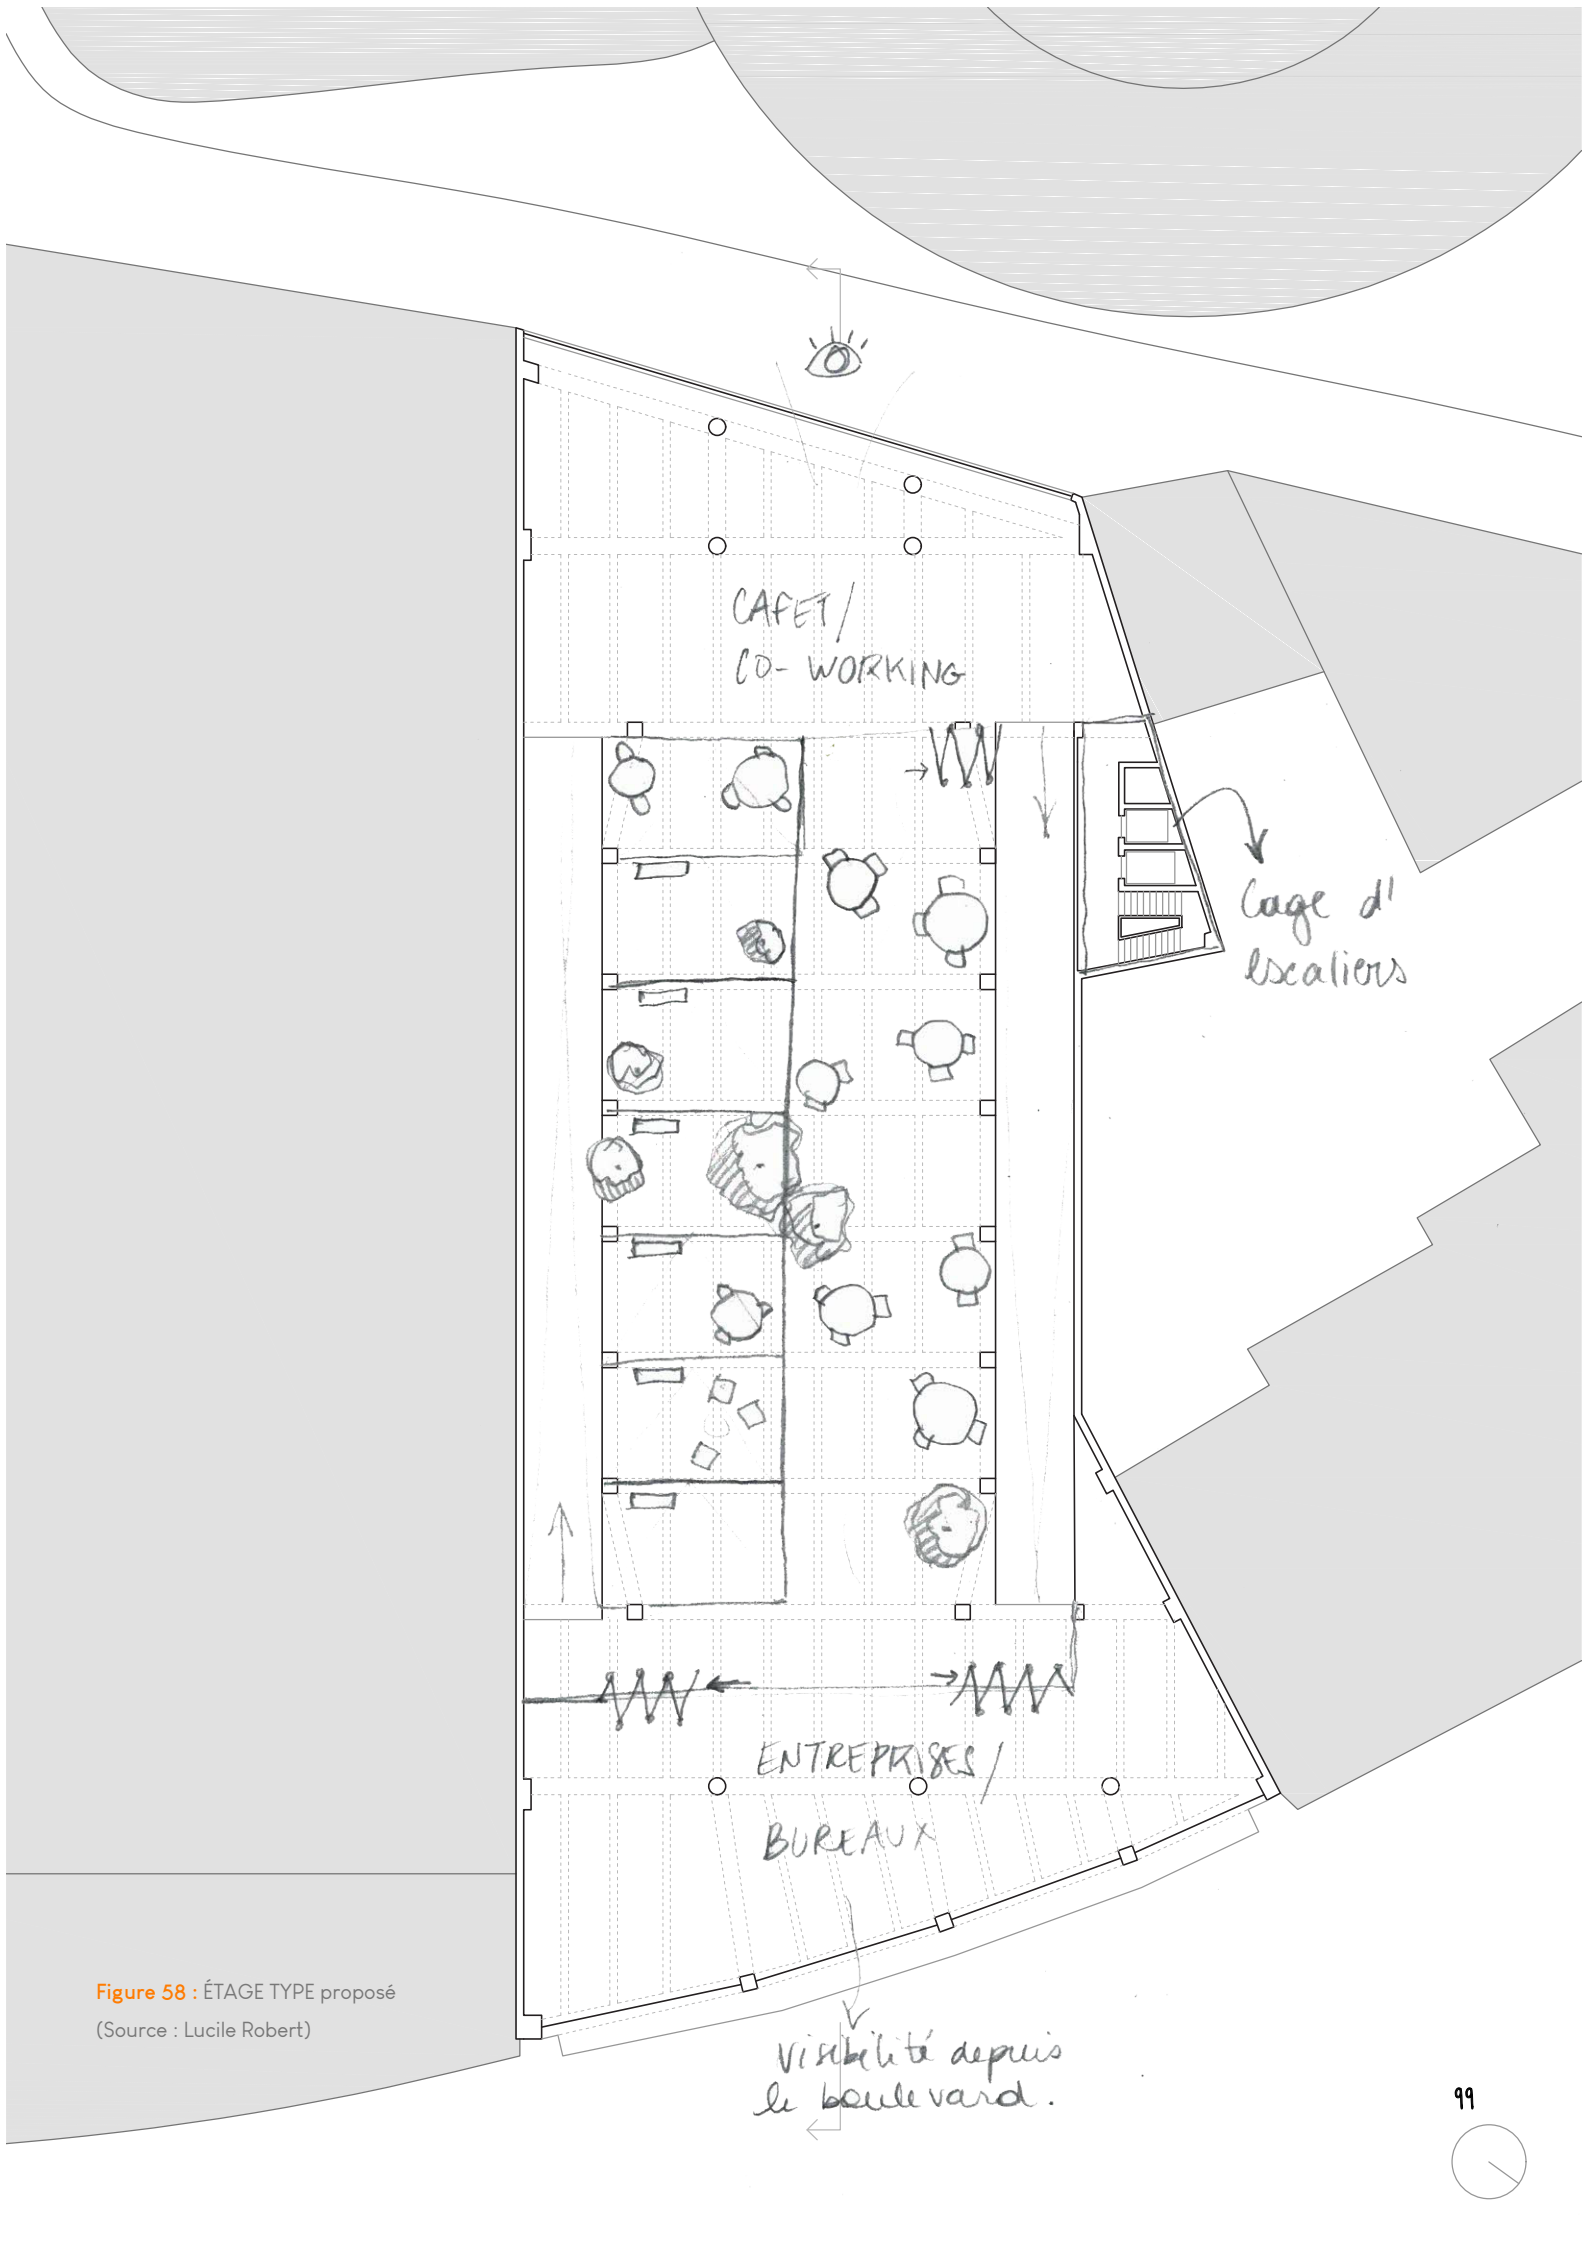 CAFET/
CO-WORKING
Cage d'
escaliers
ENTREPRISES/
BUREAUX
Figure 58 : ÉTAGE TYPE proposé
(Source : Lucile Robert)
Visibilité depuis
le boulevard.
99